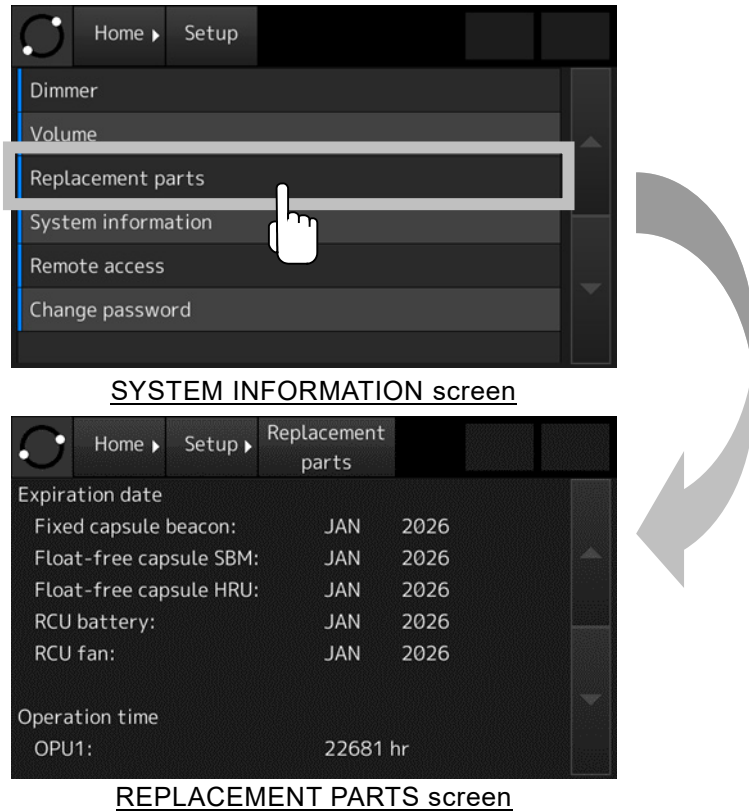 Home Setup
Dimmer
Volume
Replacement parts
System information
Remote access
Change password
SYSTEM INFORMATION screen
Home Setup Replacement parts
Expiration date
Fixed capsule beacon: JAN 2026
Float-free capsule SBM: JAN 2026
Float-free capsule HRU: JAN 2026
RCU battery: JAN 2026
RCU fan: JAN 2026
Operation time
OPU1: 22681 hr
REPLACEMENT PARTS screen